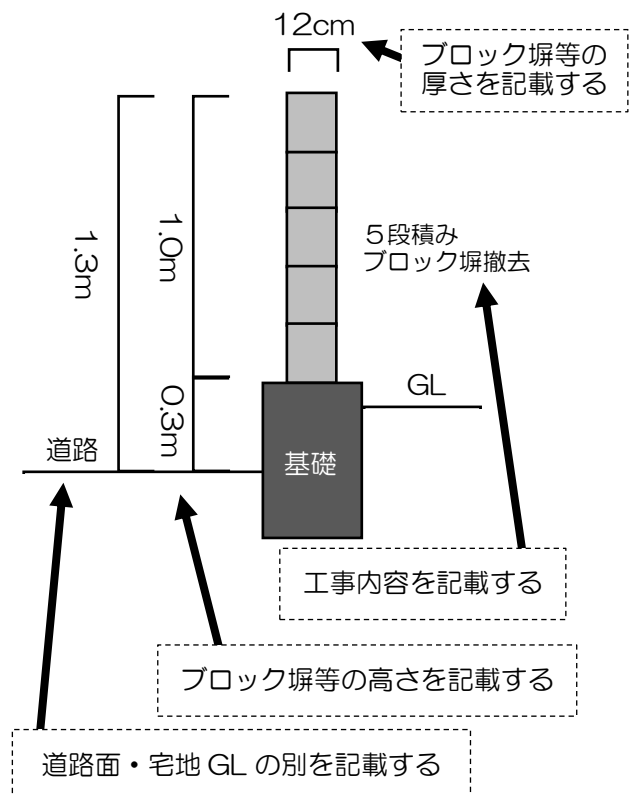 12cm
ブロック塀等の
厚さを記載する
1.3m
1.0m
５段積み
ブロック塀撤去
GL
0.3m
道路
基礎
工事内容を記載する
ブロック塀等の高さを記載する
道路面・宅地 GL の別を記載する